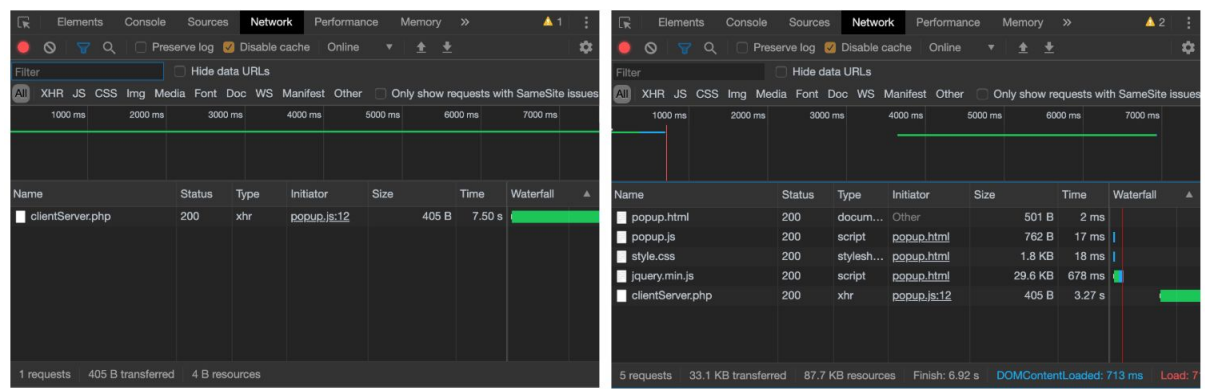 Elements Console Sources Network Performance Memory » 1
Preserve log Disable cache Online
Filter Hide data URLs
All XHR JS CSS Img Media Font Doc WS Manifest Other Only show requests with SameSite issues
1000 ms 2000 ms 3000 ms 4000 ms 5000 ms 6000 ms 7000 ms
Name Status Type Initiator Size Time Waterfall
clientServer.php 200 xhr popup.js:12 405 B 7.50 s
1 requests 405 B transferred 4 B resources
Elements Console Sources Network Performance Memory » 2
Preserve log Disable cache Online
Filter Hide data URLs
All XHR JS CSS Img Media Font Doc WS Manifest Other Only show requests with SameSite issues
1000 ms 2000 ms 3000 ms 4000 ms 5000 ms 6000 ms 7000 ms
Name Status Type Initiator Size Time Waterfall
popup.html 200 docum... Other 501 B 2 ms
popup.js 200 script popup.html 762 B 17 ms
style.css 200 stylesh... popup.html 1.8 KB 18 ms
jquery.min.js 200 script popup.html 29.6 KB 678 ms
clientServer.php 200 xhr popup.js:12 405 B 3.27 s
5 requests 33.1 KB transferred 87.7 KB resources Finish: 6.92 s DOMContentLoaded: 713 ms Load: